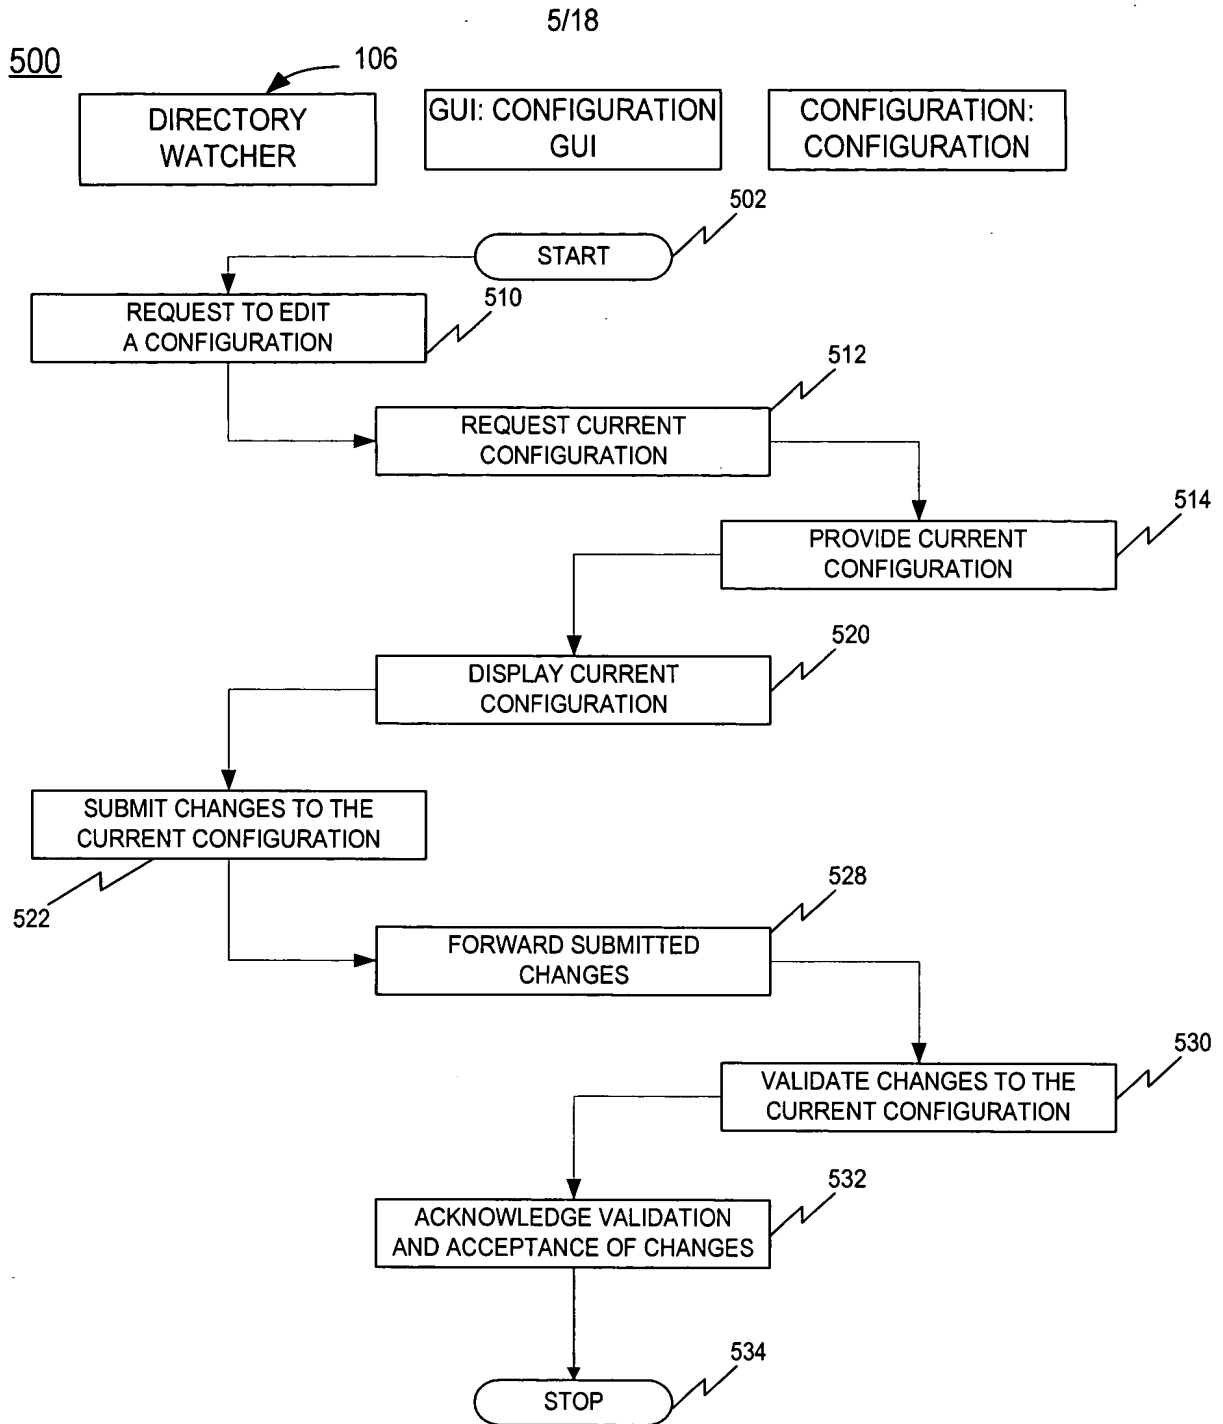 5/18
500
106
DIRECTORY
WATCHER
GUI: CONFIGURATION
GUI
CONFIGURATION:
CONFIGURATION
502
START
REQUEST TO EDIT
A CONFIGURATION
510
512
REQUEST CURRENT
CONFIGURATION
514
PROVIDE CURRENT
CONFIGURATION
520
DISPLAY CURRENT
CONFIGURATION
SUBMIT CHANGES TO THE
CURRENT CONFIGURATION
522
528
FORWARD SUBMITTED
CHANGES
530
VALIDATE CHANGES TO THE
CURRENT CONFIGURATION
532
ACKNOWLEDGE VALIDATION
AND ACCEPTANCE OF CHANGES
534
STOP